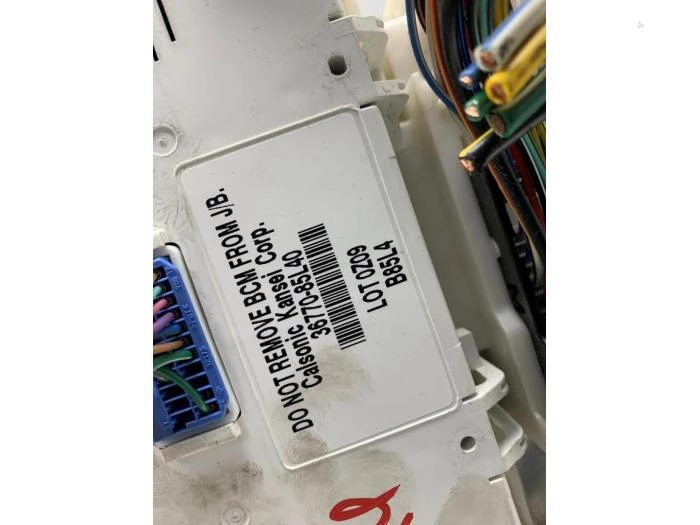 DO NOT REMOVE BCM FROM J/B.
Calsonic Kansei Corp.
36770-85L40
LOT 0Z09
B85L4